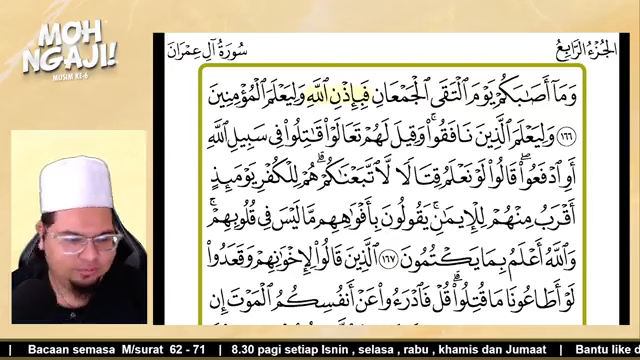 MOH
NGAJI!
MUSIM KE-6
الجُزْءُ الرَّابِعُ
سُورَةُ آلِ عِمْرَانَ
وَمَآ أَصَـٰبَكُمْ يَوْمَ ٱلْتَقَى ٱلْجَمْعَانِ فَبِإِذْنِ ٱللَّهِ وَلِيَعْلَمَ ٱلْمُؤْمِنِينَ
١٦٦ وَلِيَعْلَمَ ٱلَّذِينَ نَافَقُوا۟ ۚ وَقِيلَ لَهُمْ تَعَالَوْا۟ قَـٰتِلُوا۟ فِى سَبِيلِ ٱللَّهِ
أَوِ ٱدْفَعُوا۟ ۖ قَالُوا۟ لَوْ نَعْلَمُ قِتَالًا لَّٱتَّبَعْنَـٰكُمْ ۗ هُمْ لِلْكُفْرِ يَوْمَئِذٍ
أَقْرَبُ مِنْهُمْ لِلْإِيمَـٰنِ ۚ يَقُولُونَ بِأَفْوَٰهِهِم مَّا لَيْسَ فِى قُلُوبِهِمْ ۗ
وَٱللَّهُ أَعْلَمُ بِمَا يَكْتُمُونَ ١٦٧ ٱلَّذِينَ قَالُوا۟ لِإِخْوَٰنِهِمْ وَقَعَدُوا۟
لَوْ أَطَاعُونَا مَا قُتِلُوا۟ ۗ قُلْ فَٱدْرَءُوا۟ عَنْ أَنفُسِكُمُ ٱلْمَوْتَ إِن
| Bacaan semasa M/surat 62 - 71 | 8.30 pagi setiap Isnin , selasa , rabu , khamis dan Jumaat | Bantu like d